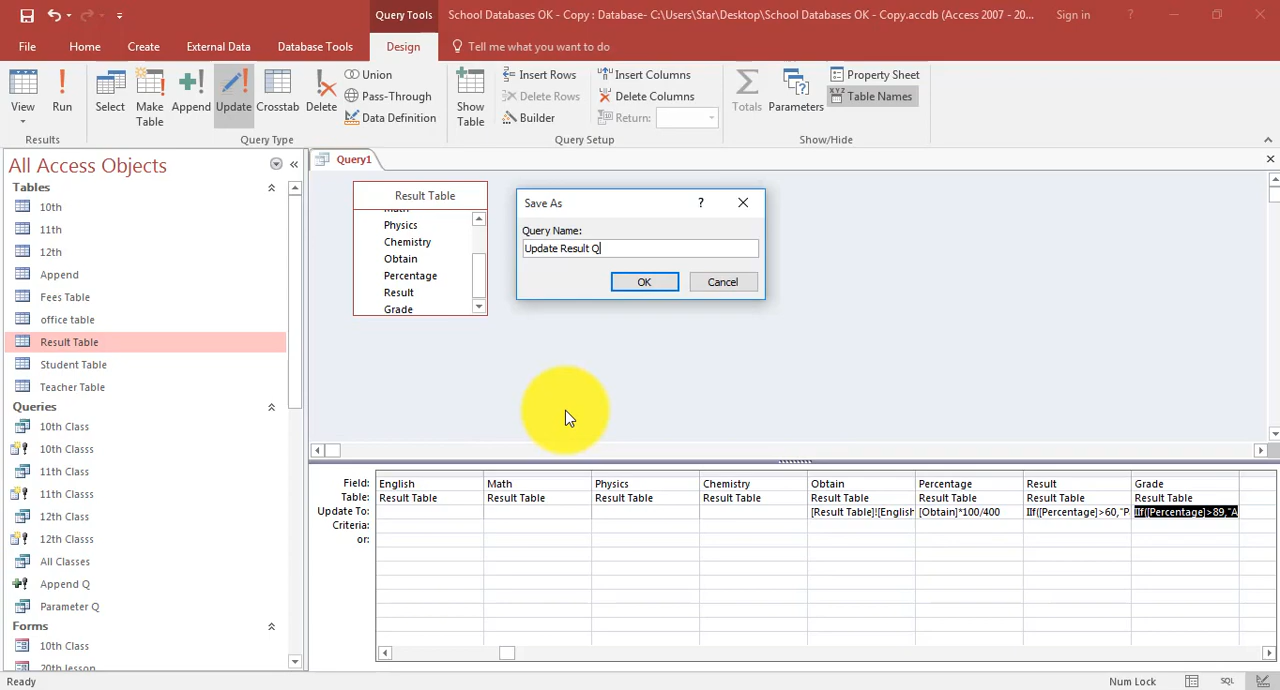 Query Tools
School Databases OK - Copy : Database- C:\Users\Star\Desktop\School Databases OK - Copy.accdb (Access 2007 - 20...
Sign in
?
File
Home
Create
External Data
Database Tools
Design
Tell me what you want to do
View
Run
Results
Select
Make Table
Append
Update
Crosstab
Delete
Union
Pass-Through
Data Definition
Query Type
Show Table
Insert Rows
Delete Rows
Builder
Insert Columns
Delete Columns
Return:
Query Setup
Totals
Parameters
Property Sheet
XYZ Table Names
Show/Hide
All Access Objects
Tables
10th
11th
12th
Append
Fees Table
office table
Result Table
Student Table
Teacher Table
Queries
10th Class
10th Classs
11th Class
11th Classs
12th Class
12th Classs
All Classes
Append Q
Parameter Q
Forms
10th Class
20th lesson
Query1
Result Table
Math
Physics
Chemistry
Obtain
Percentage
Result
Grade
Save As
?
Query Name:
Update Result Q
OK
Cancel
Field: English Math Physics Chemistry Obtain Percentage Result Grade
Table: Result Table Result Table Result Table Result Table Result Table Result Table Result Table Result Table
Update To: [Result Table]![English [Obtain]*100/400 IIf([Percentage]>60,"P IIf([Percentage]>89,"A
Criteria:
or:
Ready
Num Lock
SQL